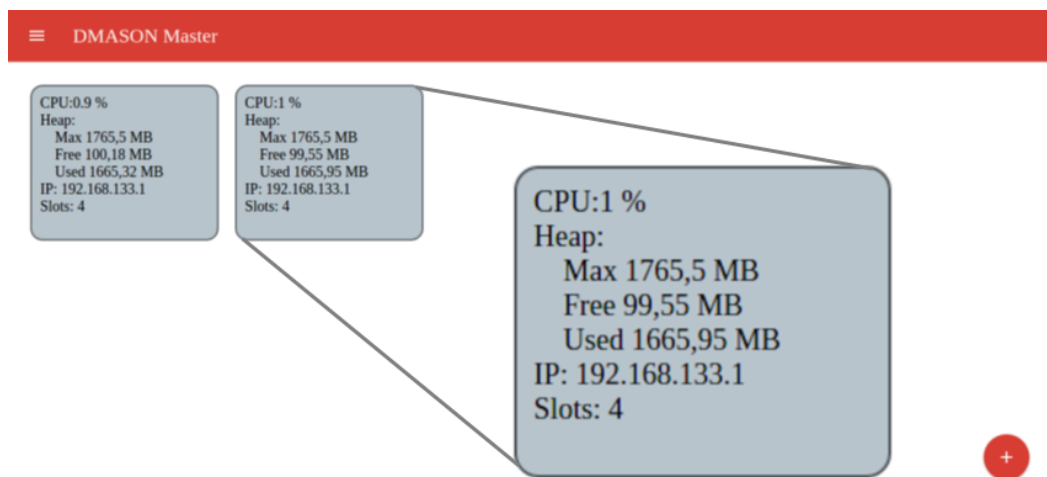 ≡ DMASON Master
CPU:0.9 %
Heap:
Max 1765,5 MB
Free 100,18 MB
Used 1665,32 MB
IP: 192.168.133.1
Slots: 4
CPU:1 %
Heap:
Max 1765,5 MB
Free 99,55 MB
Used 1665,95 MB
IP: 192.168.133.1
Slots: 4
CPU:1 %
Heap:
Max 1765,5 MB
Free 99,55 MB
Used 1665,95 MB
IP: 192.168.133.1
Slots: 4
+